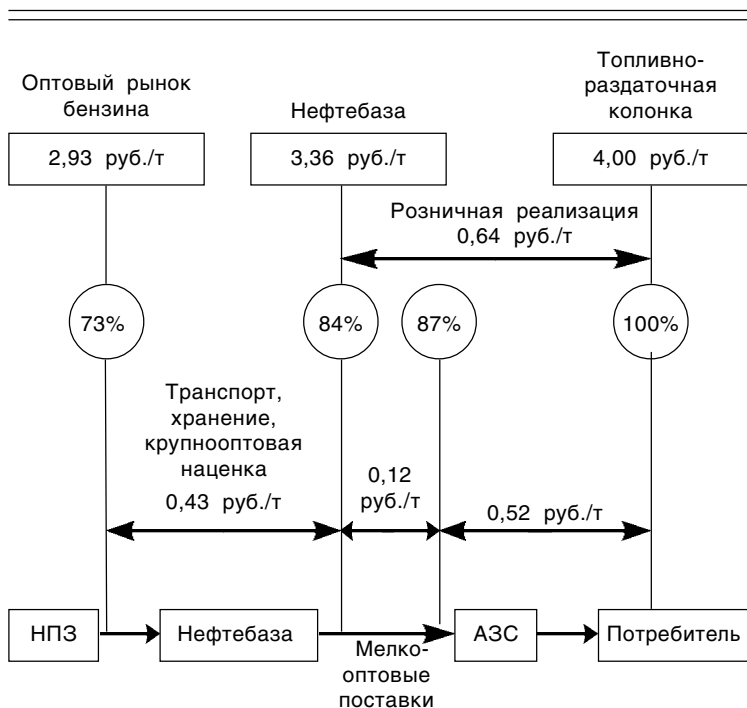 Оптовый рынок
бензина
2,93 руб./т
Нефтебаза
3,36 руб./т
Топливно-
раздаточная
колонка
4,00 руб./т
Розничная реализация
0,64 руб./т
73%
84%
87%
100%
Транспорт,
хранение,
крупнооптовая
наценка
0,43 руб./т
0,12
руб./т
0,52 руб./т
НПЗ
Нефтебаза
Мелко-
оптовые
поставки
АЗС
Потребитель